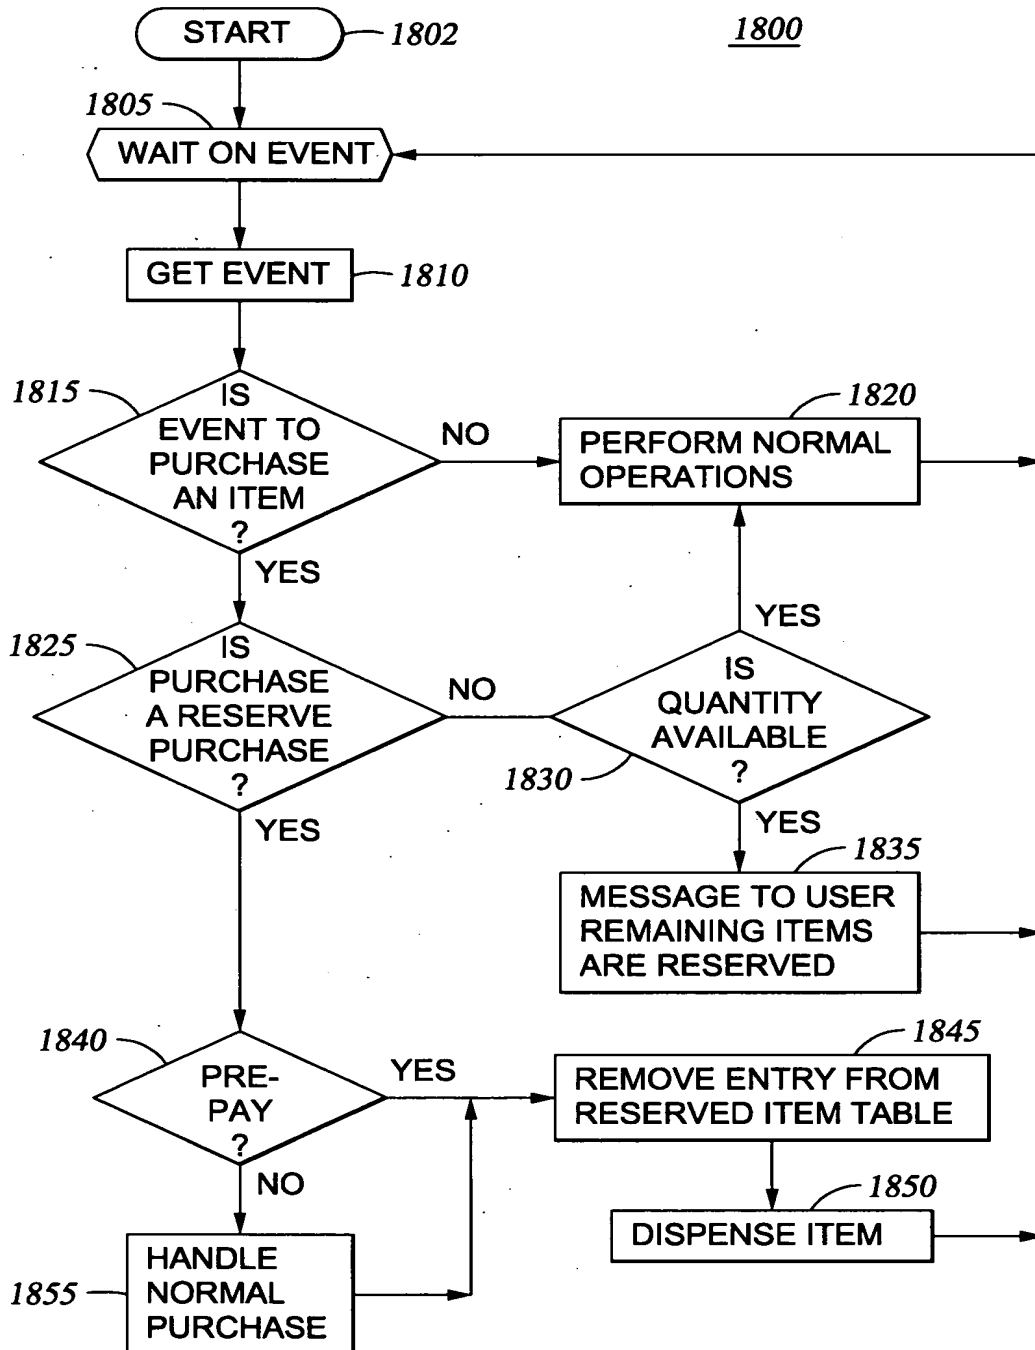 START
1802
1800
1805
WAIT ON EVENT
GET EVENT
1810
1815
IS
EVENT TO
PURCHASE
AN ITEM
?
NO
YES
1820
PERFORM NORMAL
OPERATIONS
1825
IS
PURCHASE
A RESERVE
PURCHASE
?
NO
YES
YES
IS
QUANTITY
AVAILABLE
?
1830
YES
1835
MESSAGE TO USER
REMAINING ITEMS
ARE RESERVED
1840
PRE-
PAY
?
YES
NO
1845
REMOVE ENTRY FROM
RESERVED ITEM TABLE
1850
DISPENSE ITEM
1855
HANDLE
NORMAL
PURCHASE